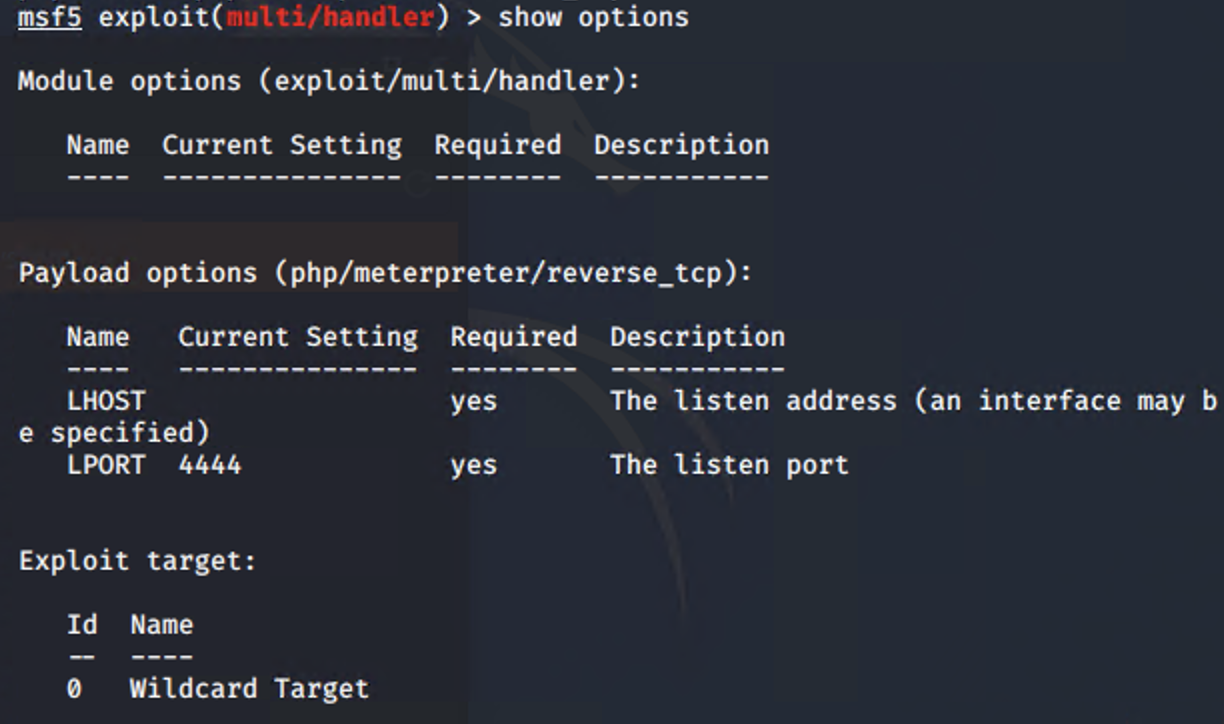 msf5 exploit(multi/handler) > show options
Module options (exploit/multi/handler):
Name  Current Setting  Required  Description
----  ---------------  --------  -----------
Payload options (php/meterpreter/reverse_tcp):
Name   Current Setting  Required  Description
----   ---------------  --------  -----------
LHOST                   yes       The listen address (an interface may b
e specified)
LPORT  4444             yes       The listen port
Exploit target:
Id  Name
--  ----
0   Wildcard Target